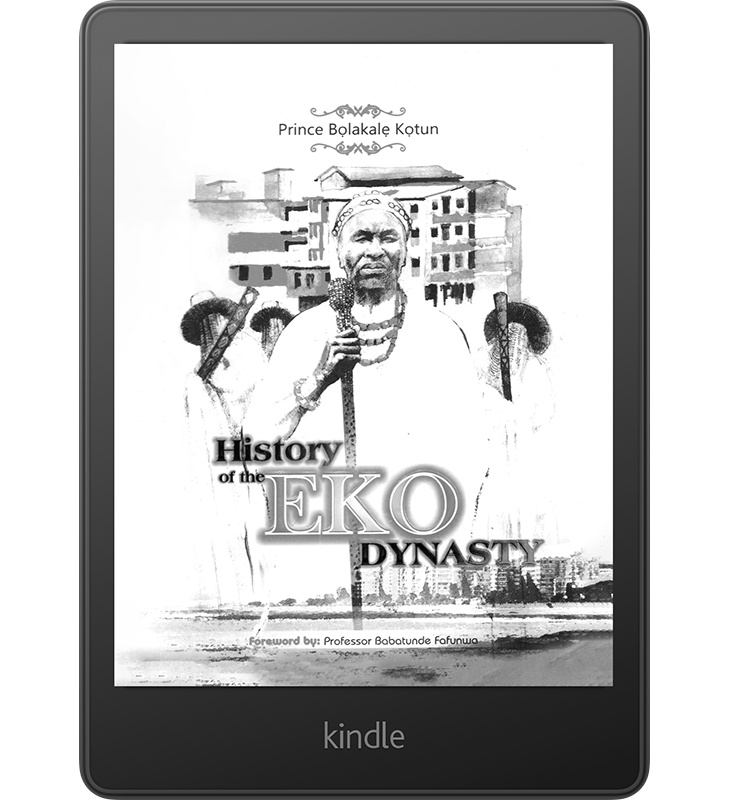 Prince Bọlakalẹ Kọtun
History
of the
EKO
DYNASTY
Foreword by: Professor Babatunde Fafunwa
kindle